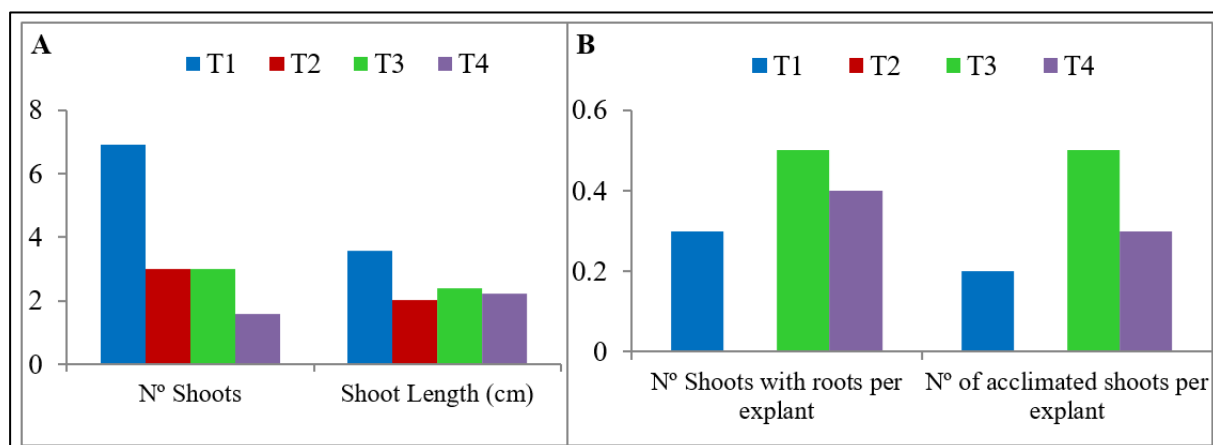 A
T1 T2 T3 T4
8
6
4
2
0
Nº Shoots
Shoot Length (cm)
B
T1 T2 T3 T4
0.6
0.4
0.2
0
Nº Shoots with roots per
explant
Nº of acclimated shoots per
explant